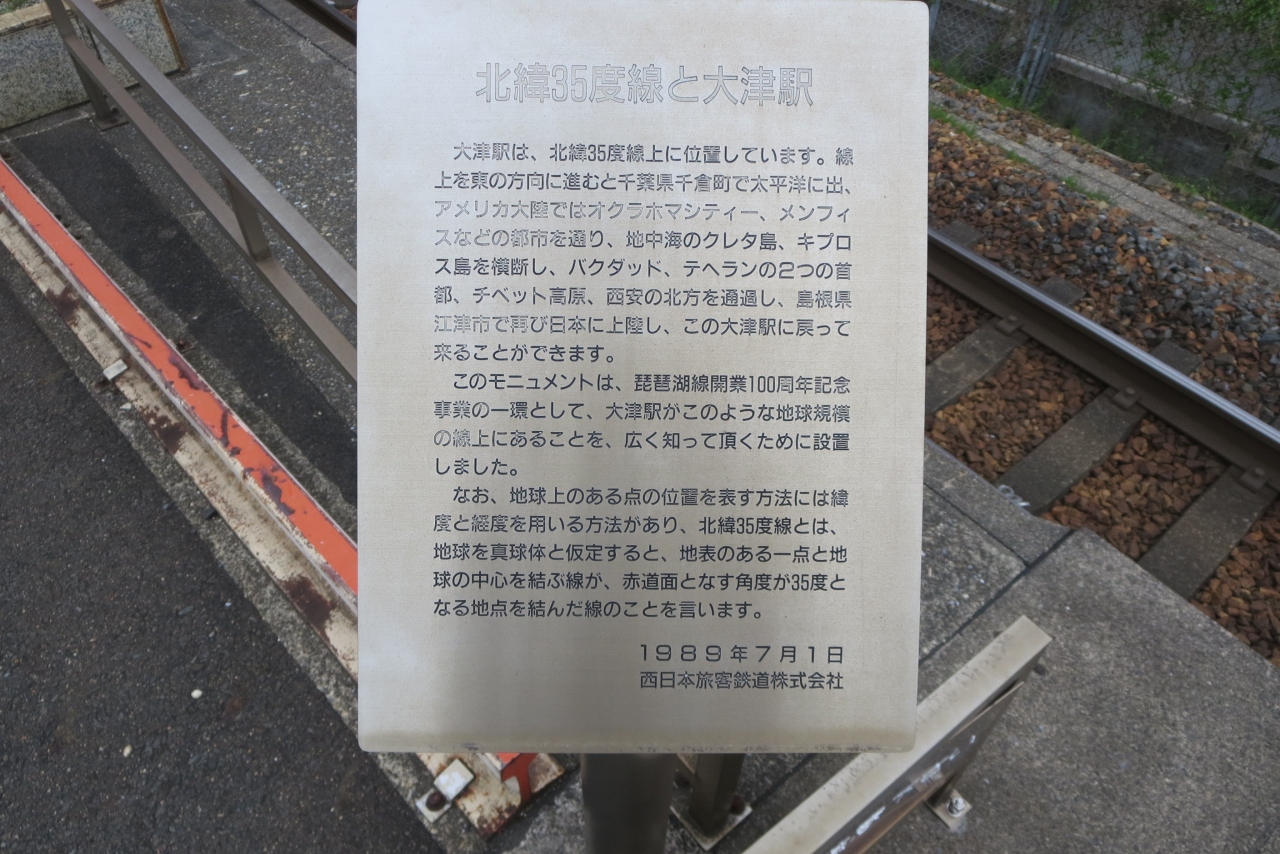 北緯35度線と大津駅
大津駅は、北緯35度線上に位置しています。線
上を東の方向に進むと千葉県千倉町で太平洋に出、
アメリカ大陸ではオクラホマシティー、メンフィ
スなどの都市を通り、地中海のクレタ島、キプロ
ス島を横断し、バクダッド、テヘランの2つの首
都、チベット高原、西安の北方を通過し、島根県
江津市で再び日本に上陸し、この大津駅に戻って
来ることができます。
このモニュメントは、琵琶湖線開業100周年記念
事業の一環として、大津駅がこのような地球規模
の線上にあることを、広く知って頂くために設置
しました。
なお、地球上のある点の位置を表す方法には緯
度と経度を用いる方法があり、北緯35度線とは、
地球を真球体と仮定すると、地表のある一点と地
球の中心を結ぶ線が、赤道面となす角度が35度と
なる地点を結んだ線のことを言います。
1989年7月1日
西日本旅客鉄道株式会社